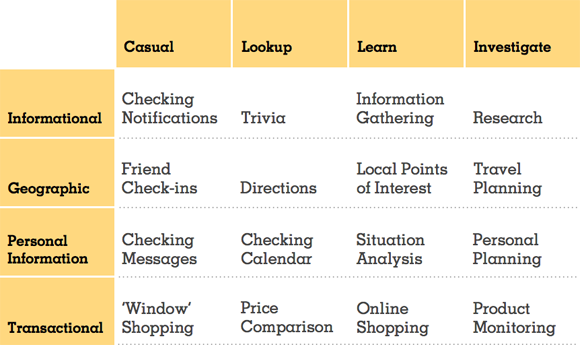 Casual Lookup Learn Investigate
Informational
Checking
Notifications
Trivia
Information
Gathering
Research
Geographic
Friend
Check-ins
Directions
Local Points
of Interest
Travel
Planning
Personal
Information
Checking
Messages
Checking
Calendar
Situation
Analysis
Personal
Planning
Transactional
‘Window’
Shopping
Price
Comparison
Online
Shopping
Product
Monitoring